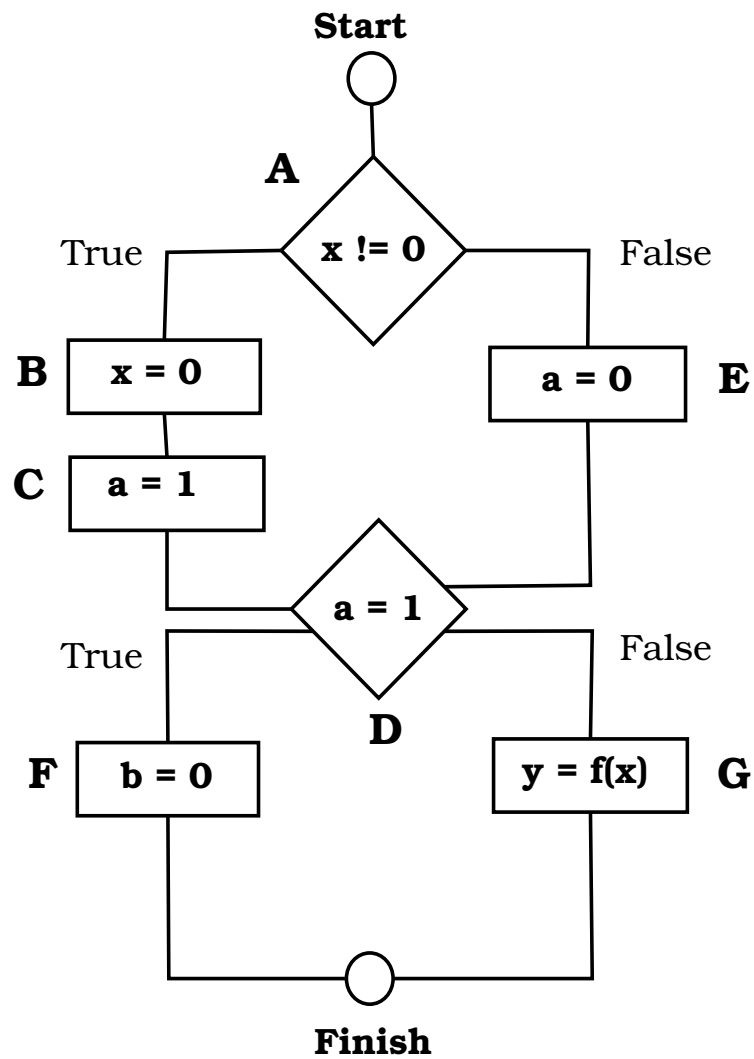 Start
A
x != 0
True
False
B
x = 0
a = 0
E
C
a = 1
a = 1
True
False
D
F
b = 0
y = f(x)
G
Finish